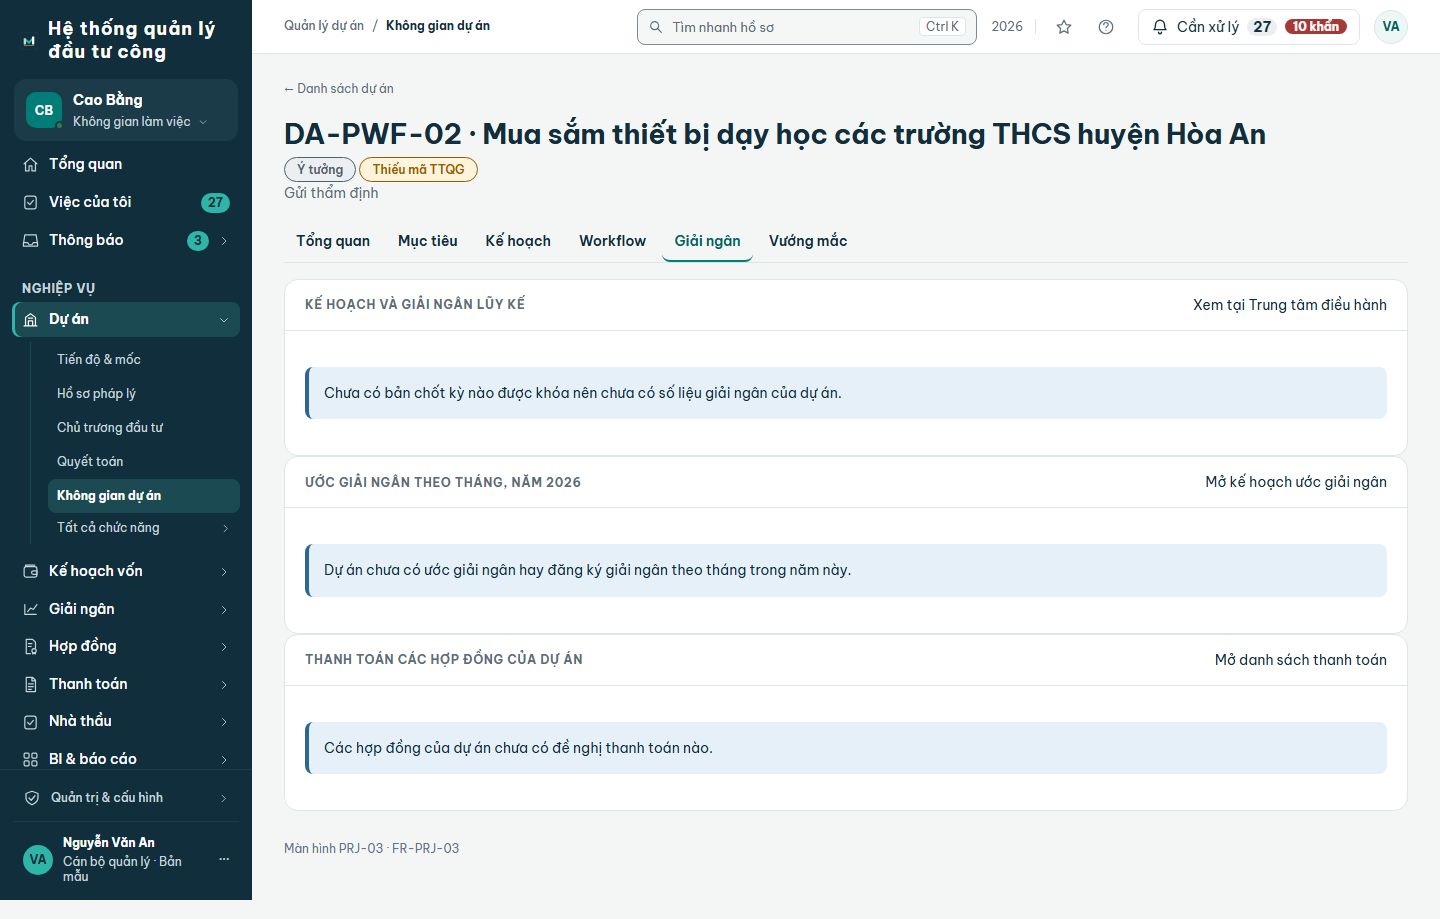 Hệ thống quản lý
đầu tư công
CB
Cao Bằng
Không gian làm việc
Tổng quan
Việc của tôi
27
Thông báo
3
NGHIỆP VỤ
Dự án
Tiến độ & mốc
Hồ sơ pháp lý
Chủ trương đầu tư
Quyết toán
Không gian dự án
Tất cả chức năng
Kế hoạch vốn
Giải ngân
Hợp đồng
Thanh toán
Nhà thầu
BI & báo cáo
Quản trị & cấu hình
VA
Nguyễn Văn An
Cán bộ quản lý · Bản
mẫu
Quản lý dự án / Không gian dự án
Tìm nhanh hồ sơ
Ctrl K
2026
Cần xử lý 27 10 khẩn
VA
← Danh sách dự án
DA-PWF-02 · Mua sắm thiết bị dạy học các trường THCS huyện Hòa An
Ý tưởng Thiếu mã TTQG
Gửi thẩm định
Tổng quan Mục tiêu Kế hoạch Workflow Giải ngân Vướng mắc
KẾ HOẠCH VÀ GIẢI NGÂN LŨY KẾ
Xem tại Trung tâm điều hành
Chưa có bản chốt kỳ nào được khóa nên chưa có số liệu giải ngân của dự án.
ƯỚC GIẢI NGÂN THEO THÁNG, NĂM 2026
Mở kế hoạch ước giải ngân
Dự án chưa có ước giải ngân hay đăng ký giải ngân theo tháng trong năm này.
THANH TOÁN CÁC HỢP ĐỒNG CỦA DỰ ÁN
Mở danh sách thanh toán
Các hợp đồng của dự án chưa có đề nghị thanh toán nào.
Màn hình PRJ-03 · FR-PRJ-03